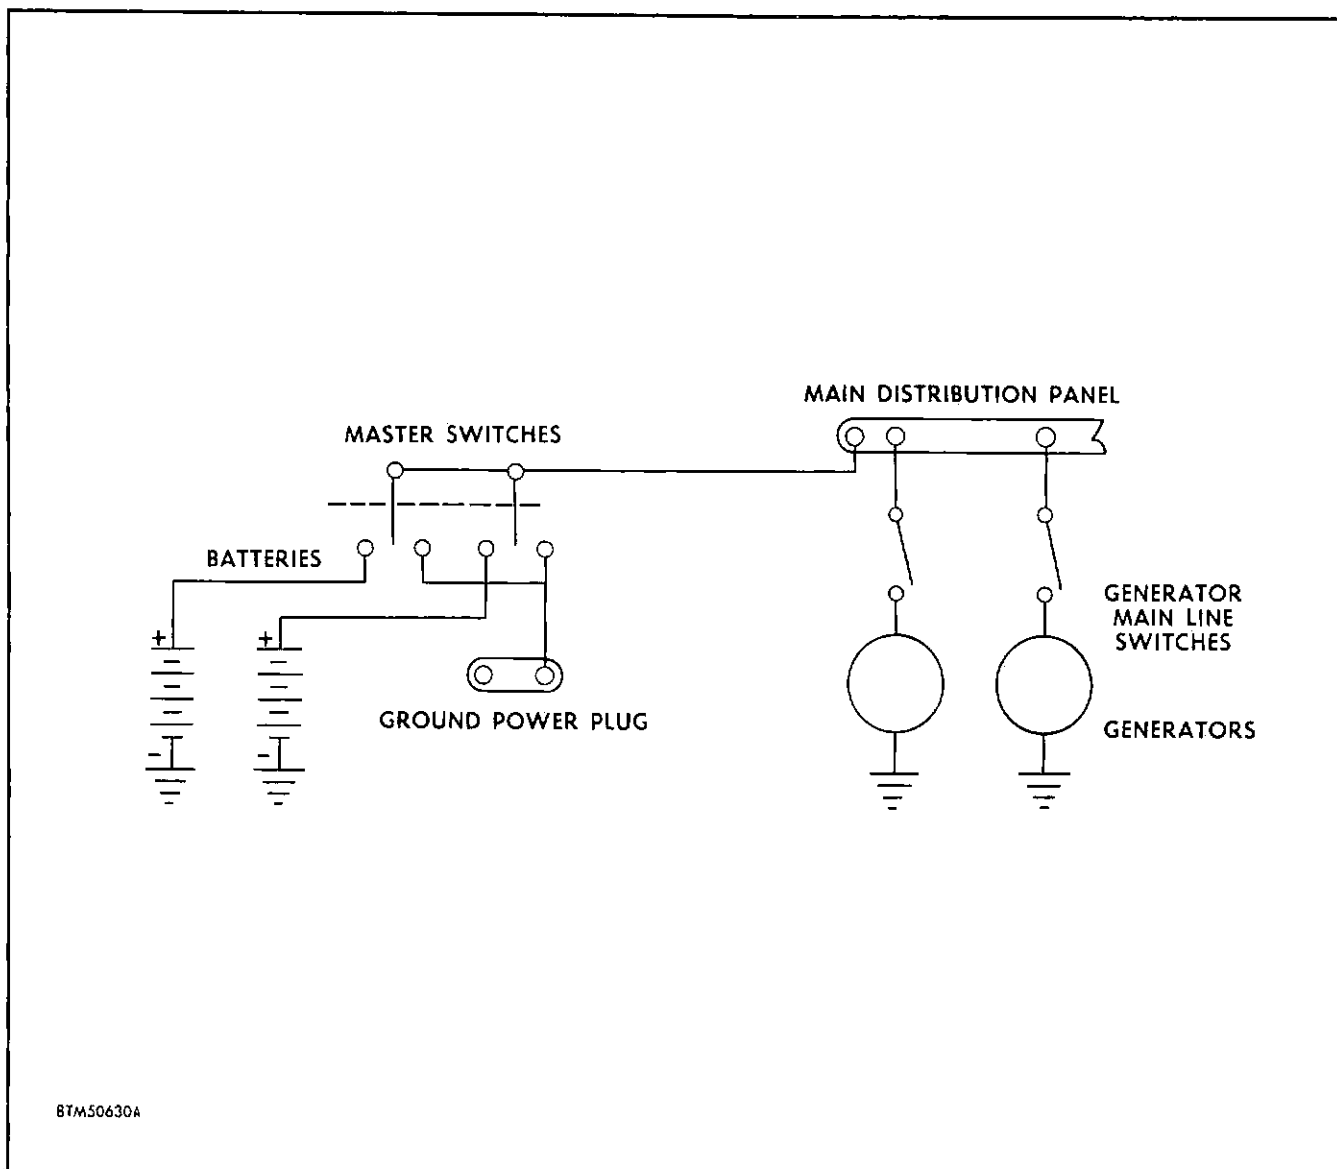 MAIN DISTRIBUTION PANEL
MASTER SWITCHES
BATTERIES
+
+
GENERATOR
MAIN LINE
SWITCHES
GROUND POWER PLUG
GENERATORS
-
-
BTM50630A